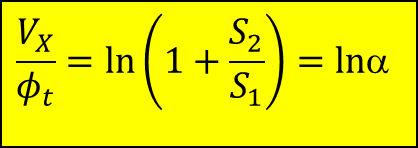 V_X/ϕ_t = ln(1 + S_2/S_1) = lnα